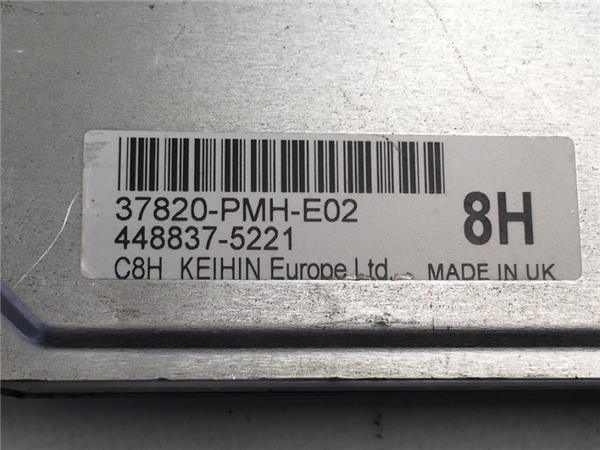 37820-PMH-E02
448837-5221
8H
C8H KEIHIN Europe Ltd. MADE IN UK